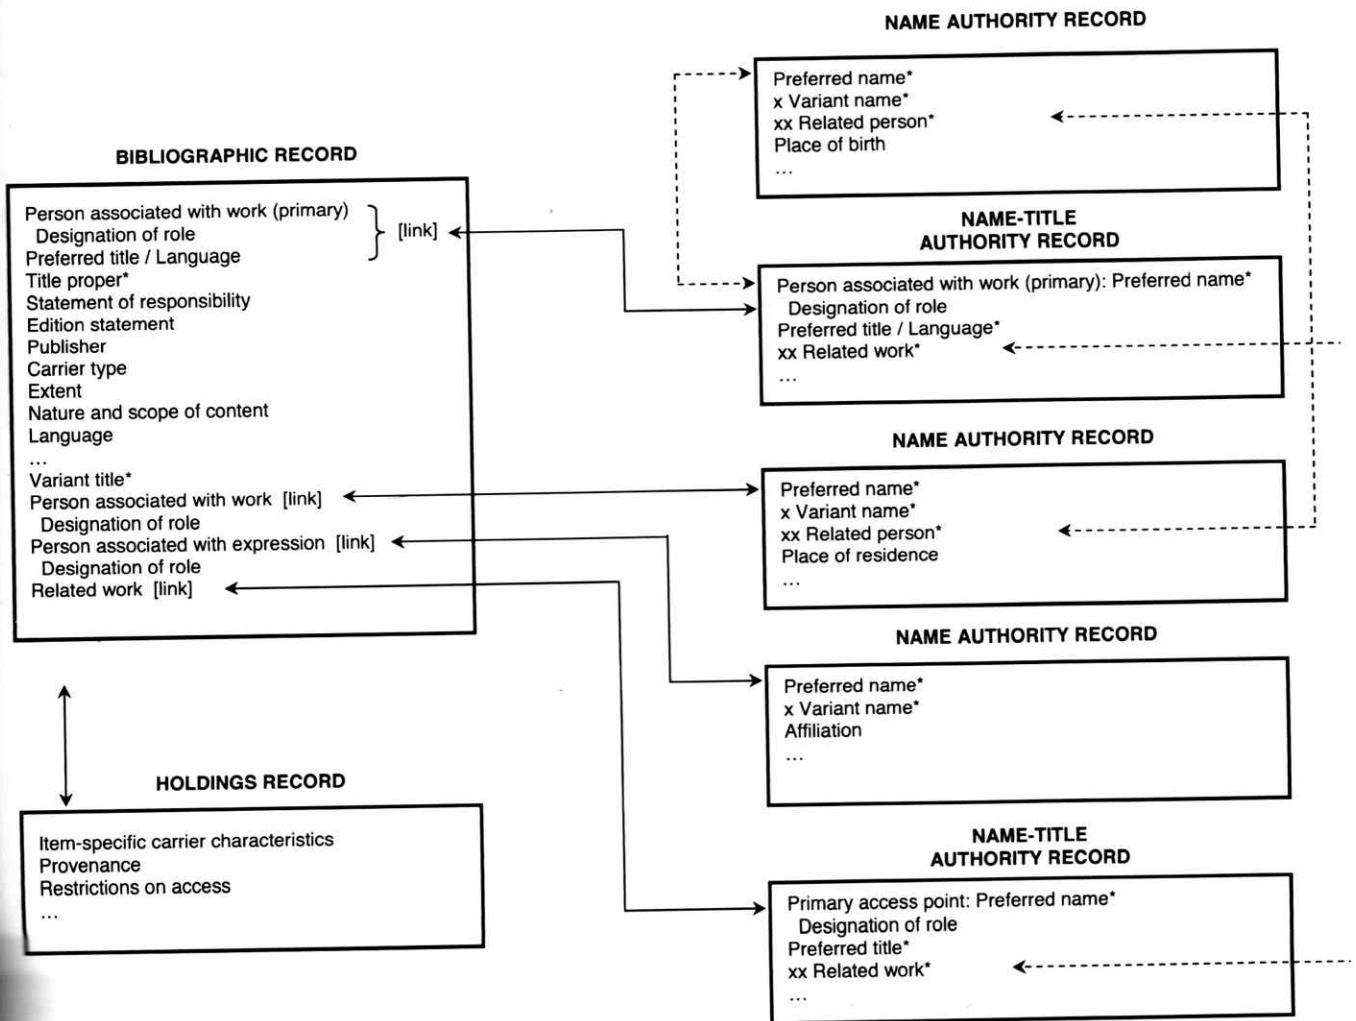 BIBLIOGRAPHIC RECORD
Person associated with work (primary)
Designation of role
Preferred title / Language
[link]
Title proper*
Statement of responsibility
Edition statement
Publisher
Carrier type
Extent
Nature and scope of content
Language
...
Variant title*
Person associated with work [link]
Designation of role
Person associated with expression [link]
Designation of role
Related work [link]
HOLDINGS RECORD
Item-specific carrier characteristics
Provenance
Restrictions on access
...
NAME AUTHORITY RECORD
Preferred name*
x Variant name*
xx Related person*
Place of birth
...
NAME-TITLE
AUTHORITY RECORD
Person associated with work (primary): Preferred name*
Designation of role
Preferred title / Language*
xx Related work*
...
NAME AUTHORITY RECORD
Preferred name*
x Variant name*
xx Related person*
Place of residence
...
NAME AUTHORITY RECORD
Preferred name*
x Variant name*
Affiliation
...
NAME-TITLE
AUTHORITY RECORD
Primary access point: Preferred name*
Designation of role
Preferred title*
xx Related work*
...